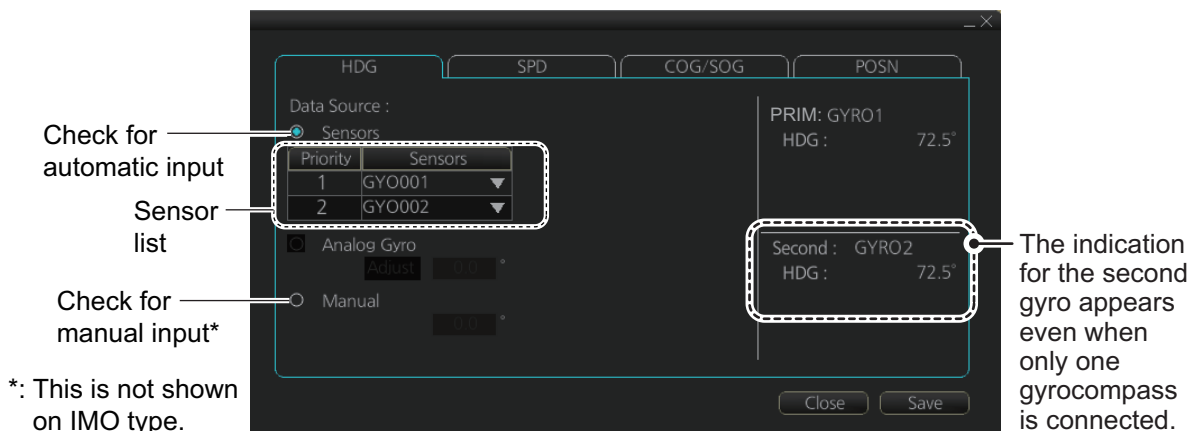 HDG SPD COG/SOG POSN
Data Source :
Sensors
Priority Sensors
1 GYO001
2 GYO002
Analog Gyro
Adjust 0.0 °
Manual
0.0 °
PRIM: GYRO1
HDG : 72.5°
Second : GYRO2
HDG : 72.5°
Close Save
Check for
automatic input
Sensor
list
Check for
manual input*
*: This is not shown
on IMO type.
The indication
for the second
gyro appears
even when
only one
gyrocompass
is connected.